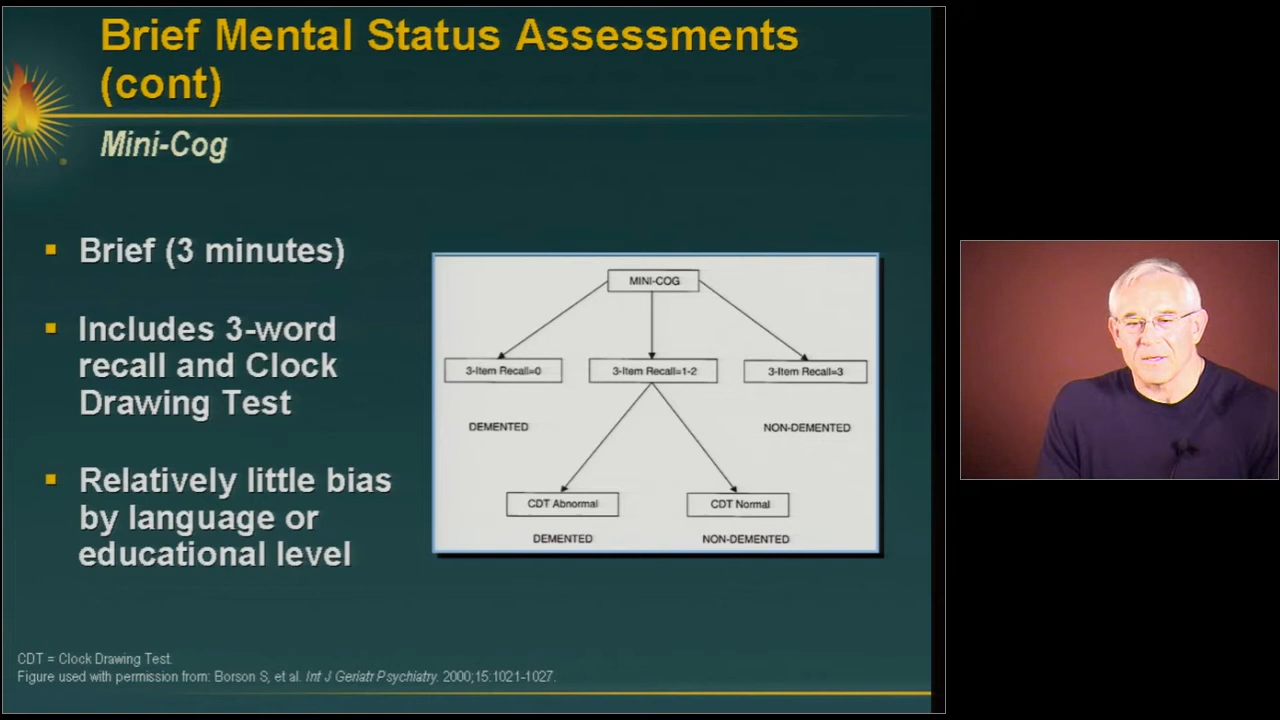 Brief Mental Status Assessments
(cont)
Mini-Cog
Brief (3 minutes)
Includes 3-word
recall and Clock
Drawing Test
Relatively little bias
by language or
educational level
MINI-COG
3-Item Recall=0
3-Item Recall=1-2
3-Item Recall=3
DEMENTED
NON-DEMENTED
CDT Abnormal
CDT Normal
DEMENTED
NON-DEMENTED
CDT = Clock Drawing Test.
Figure used with permission from: Borson S, et al. Int J Geriatr Psychiatry. 2000;15:1021-1027.